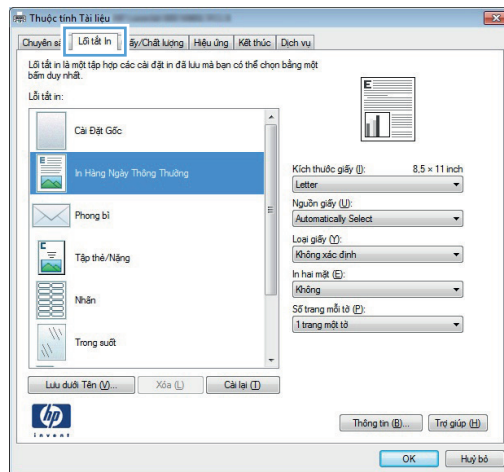 Thuộc tính Tài liệu
Chuyên sâ
Lối tắt In
ấy/Chất lượng
Hiệu ứng
Kết thúc
Dịch vụ
Lối tắt in là một tập hợp các cài đặt in đã lưu mà bạn có thể chọn bằng một
bấm duy nhất.
Lối tắt in:
Cài Đặt Gốc
In Hàng Ngày Thông Thường
Phong bì
Tập thẻ/Nặng
Nhãn
Trong suốt
E
Kích thước giấy (I):
8,5 × 11 inch
Letter
Nguồn giấy (U):
Automatically Select
Loại giấy (Y):
Không xác định
In hai mặt (E):
Không
Số trang mỗi tờ (P):
1 trang một tờ
Lưu dưới Tên (V)...
Xóa (L)
Cài lại (T)
hp
invent
Thông tin (B)...
Trợ giúp (H)
OK
Huỷ bỏ